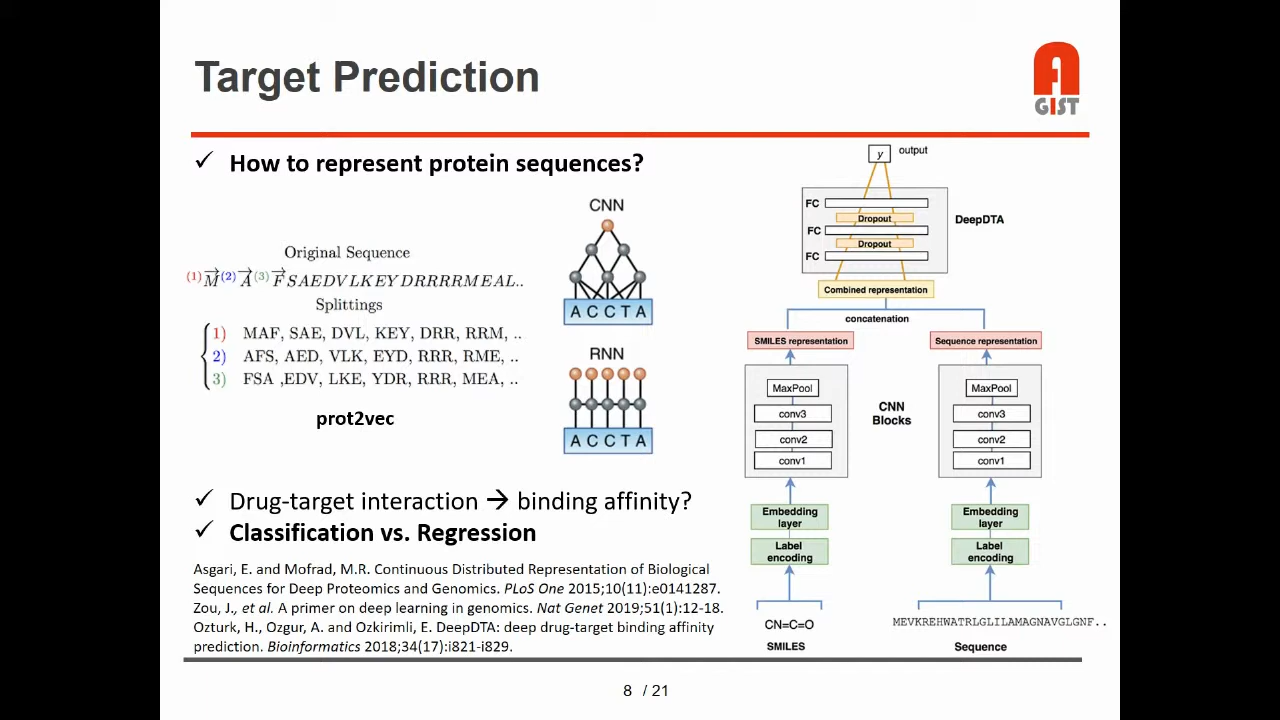 Target Prediction
GIST
✓ How to represent protein sequences?
Original Sequence
(1) M (2) A (3) F S A E D V L K E Y D R R R R M E A L..
Splittings
1) MAF, SAE, DVL, KEY, DRR, RRM, ..
2) AFS, AED, VLK, EYD, RRR, RME, ..
3) FSA ,EDV, LKE, YDR, RRR, MEA, ..
prot2vec
CNN
A C C T A
RNN
A C C T A
✓ Drug-target interaction → binding affinity?
✓ Classification vs. Regression
Asgari, E. and Mofrad, M.R. Continuous Distributed Representation of Biological
Sequences for Deep Proteomics and Genomics. PLoS One 2015;10(11):e0141287.
Zou, J., et al. A primer on deep learning in genomics. Nat Genet 2019;51(1):12-18.
Ozturk, H., Ozgur, A. and Ozkirimli, E. DeepDTA: deep drug-target binding affinity
prediction. Bioinformatics 2018;34(17):i821-i829.
y output
FC
Dropout
FC
Dropout
FC
DeepDTA
Combined representation
concatenation
SMILES representation
Sequence representation
MaxPool
conv3
conv2
conv1
CNN
Blocks
MaxPool
conv3
conv2
conv1
Embedding
layer
Label
encoding
Embedding
layer
Label
encoding
CN=C=O
MEVKREHWATRLGLILAMAGNAVGLGNF..
SMILES
Sequence
8 / 21